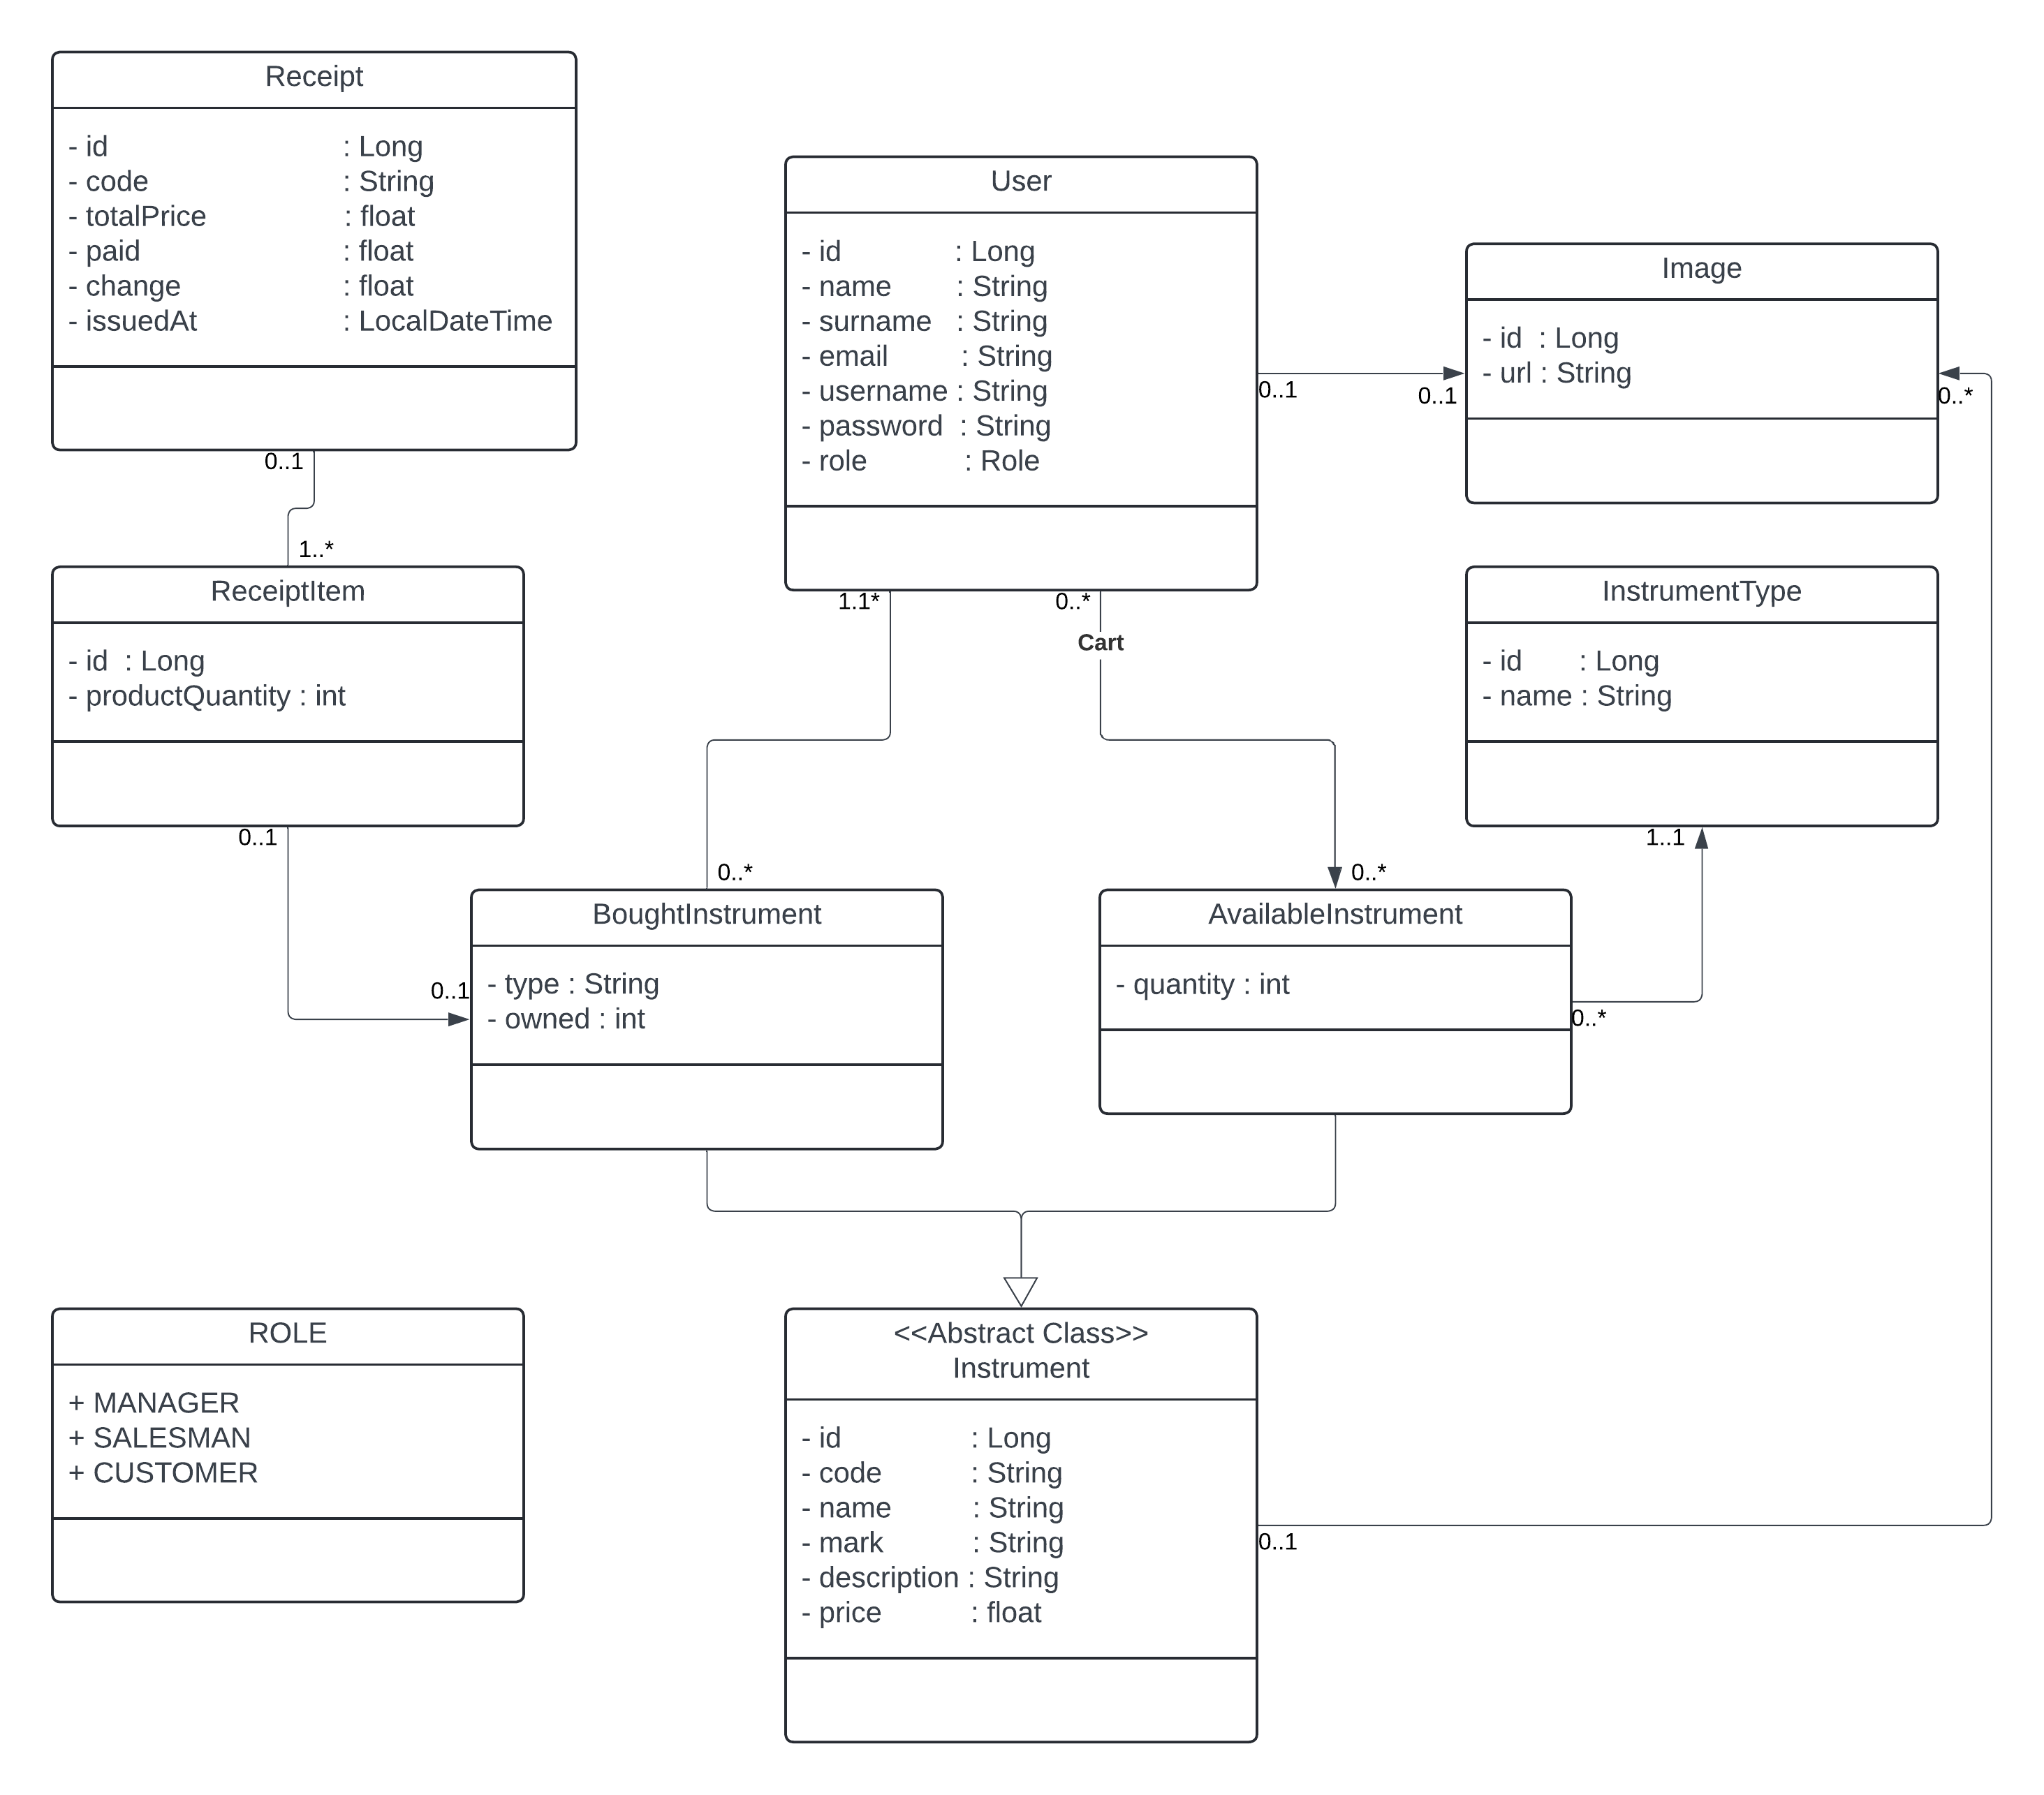 Receipt
- id : Long
- code : String
- totalPrice : float
- paid : float
- change : float
- issuedAt : LocalDateTime
0..1
1..*
ReceiptItem
- id : Long
- productQuantity : int
0..1
User
- id : Long
- name : String
- surname : String
- email : String
- username : String
- password : String
- role : Role
0..1
0..1
1.1*
0..*
Cart
Image
- id : Long
- url : String
0..*
InstrumentType
- id : Long
- name : String
1..1
0..1
0..*
BoughtInstrument
- type : String
- owned : int
0..*
AvailableInstrument
- quantity : int
0..*
ROLE
+ MANAGER
+ SALESMAN
+ CUSTOMER
<<Abstract Class>>
Instrument
- id : Long
- code : String
- name : String
- mark : String
- description : String
- price : float
0..1